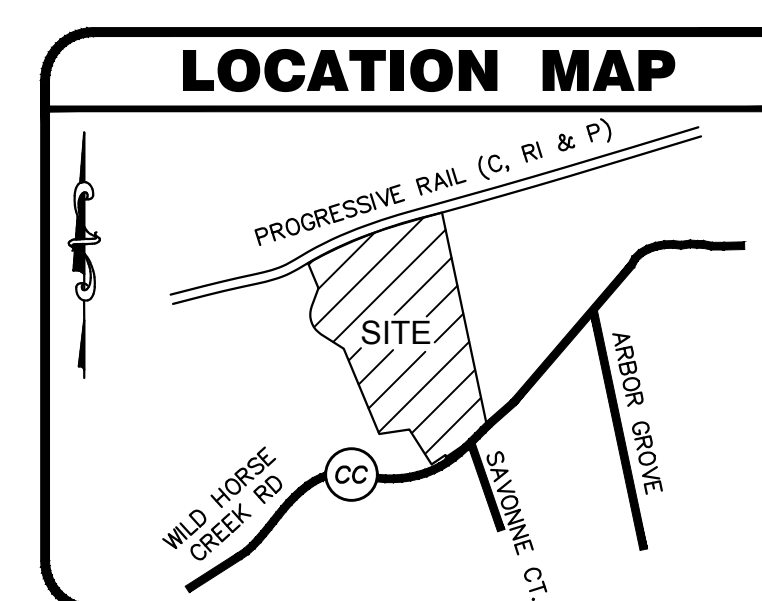 LOCATION MAP
PROGRESSIVE RAIL (C, RI & P)
SITE
ARBOR GROVE
WILD HORSE
CREEK RD
CC
SAVONNE CT.